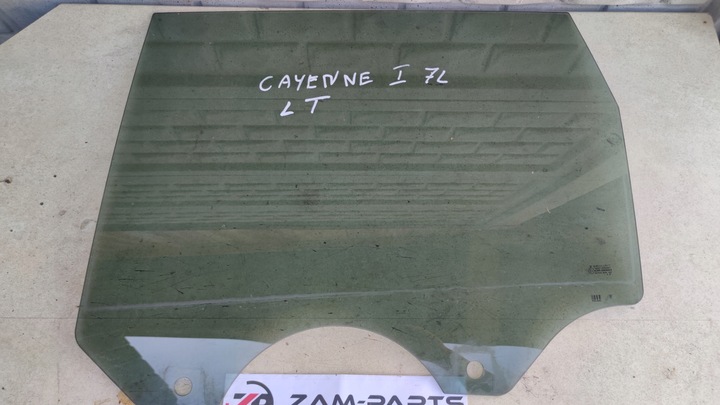 CAYENNE I 7L
LT
ZAM-PARTS